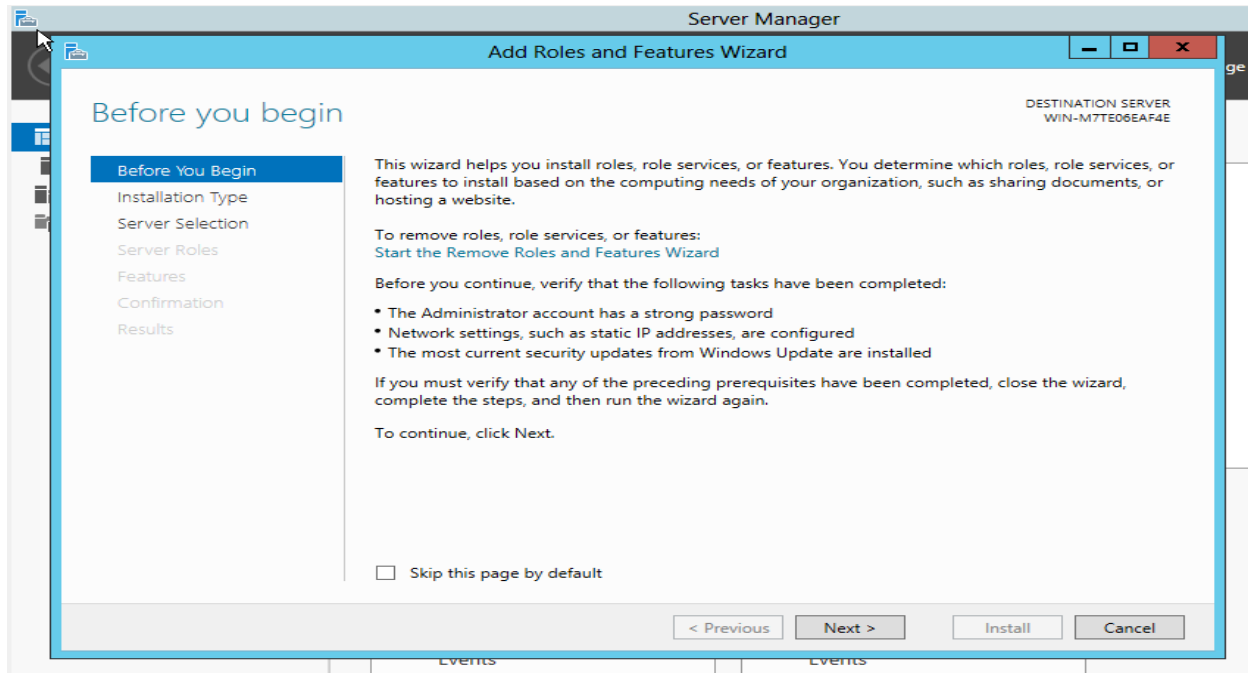 Server Manager
Add Roles and Features Wizard
ge
Before you begin
DESTINATION SERVER
WIN-M7TE06EAF4E
Before You Begin
Installation Type
Server Selection
Server Roles
Features
Confirmation
Results
This wizard helps you install roles, role services, or features. You determine which roles, role services, or
features to install based on the computing needs of your organization, such as sharing documents, or
hosting a website.
To remove roles, role services, or features:
Start the Remove Roles and Features Wizard
Before you continue, verify that the following tasks have been completed:
• The Administrator account has a strong password
• Network settings, such as static IP addresses, are configured
• The most current security updates from Windows Update are installed
If you must verify that any of the preceding prerequisites have been completed, close the wizard,
complete the steps, and then run the wizard again.
To continue, click Next.
Skip this page by default
< Previous Next > Install Cancel
Events Events